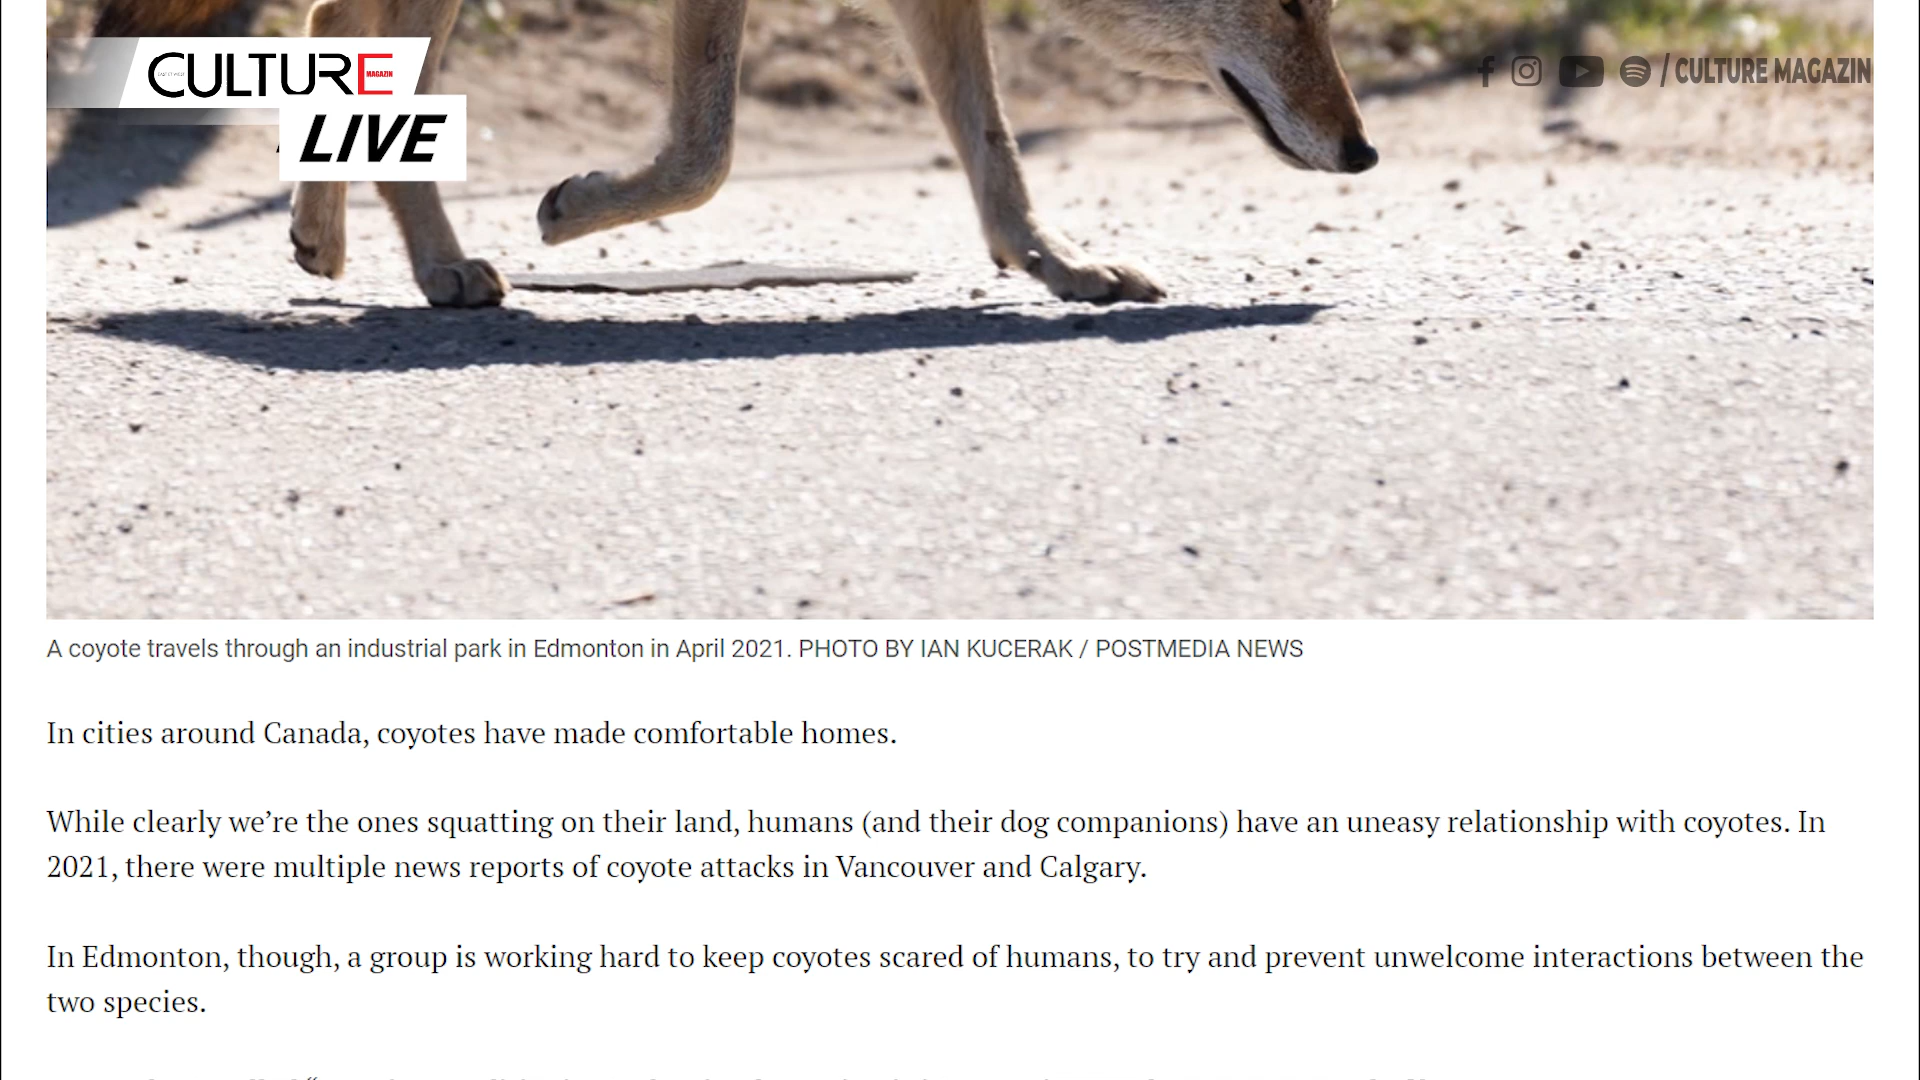 CULTURE
MAGAZIN
LIVE
/ CULTURE MAGAZIN
A coyote travels through an industrial park in Edmonton in April 2021. PHOTO BY IAN KUCERAK / POSTMEDIA NEWS
In cities around Canada, coyotes have made comfortable homes.
While clearly we’re the ones squatting on their land, humans (and their dog companions) have an uneasy relationship with coyotes. In
2021, there were multiple news reports of coyote attacks in Vancouver and Calgary.
In Edmonton, though, a group is working hard to keep coyotes scared of humans, to try and prevent unwelcome interactions between the
two species.